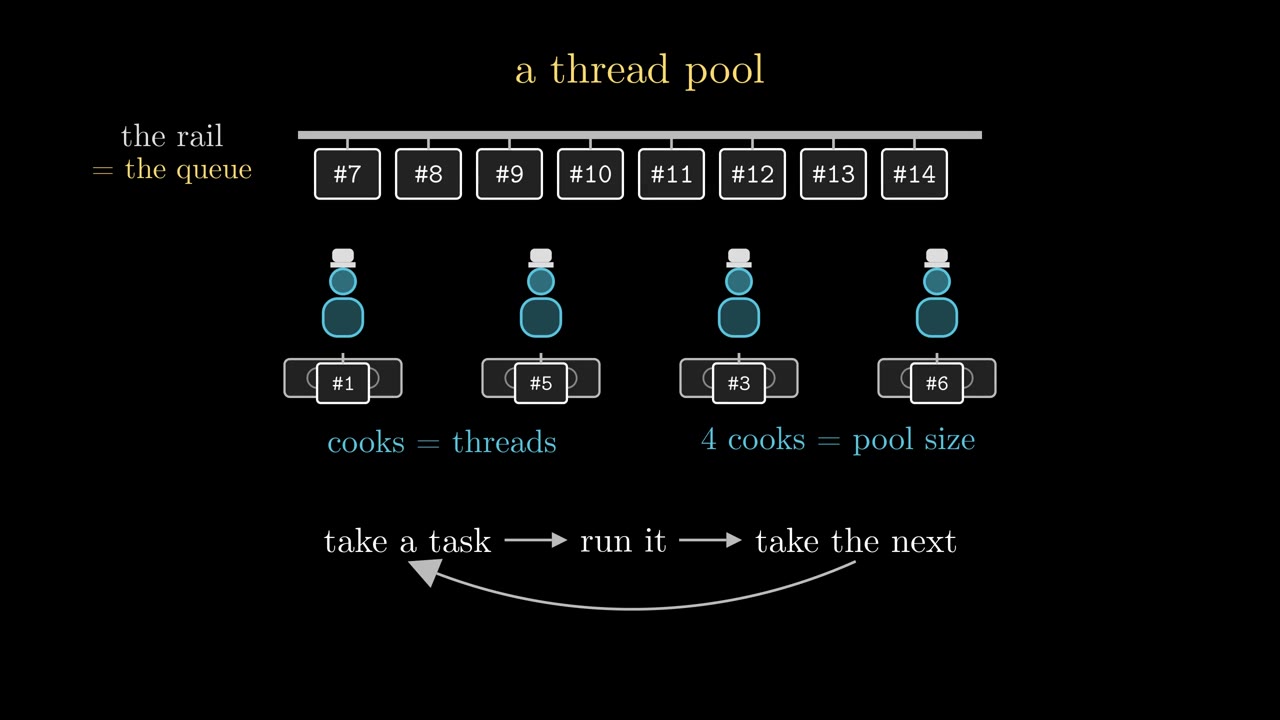 a thread pool
the rail
= the queue
#7 #8 #9 #10 #11 #12 #13 #14
#1 #5 #3 #6
cooks = threads
4 cooks = pool size
take a task run it take the next